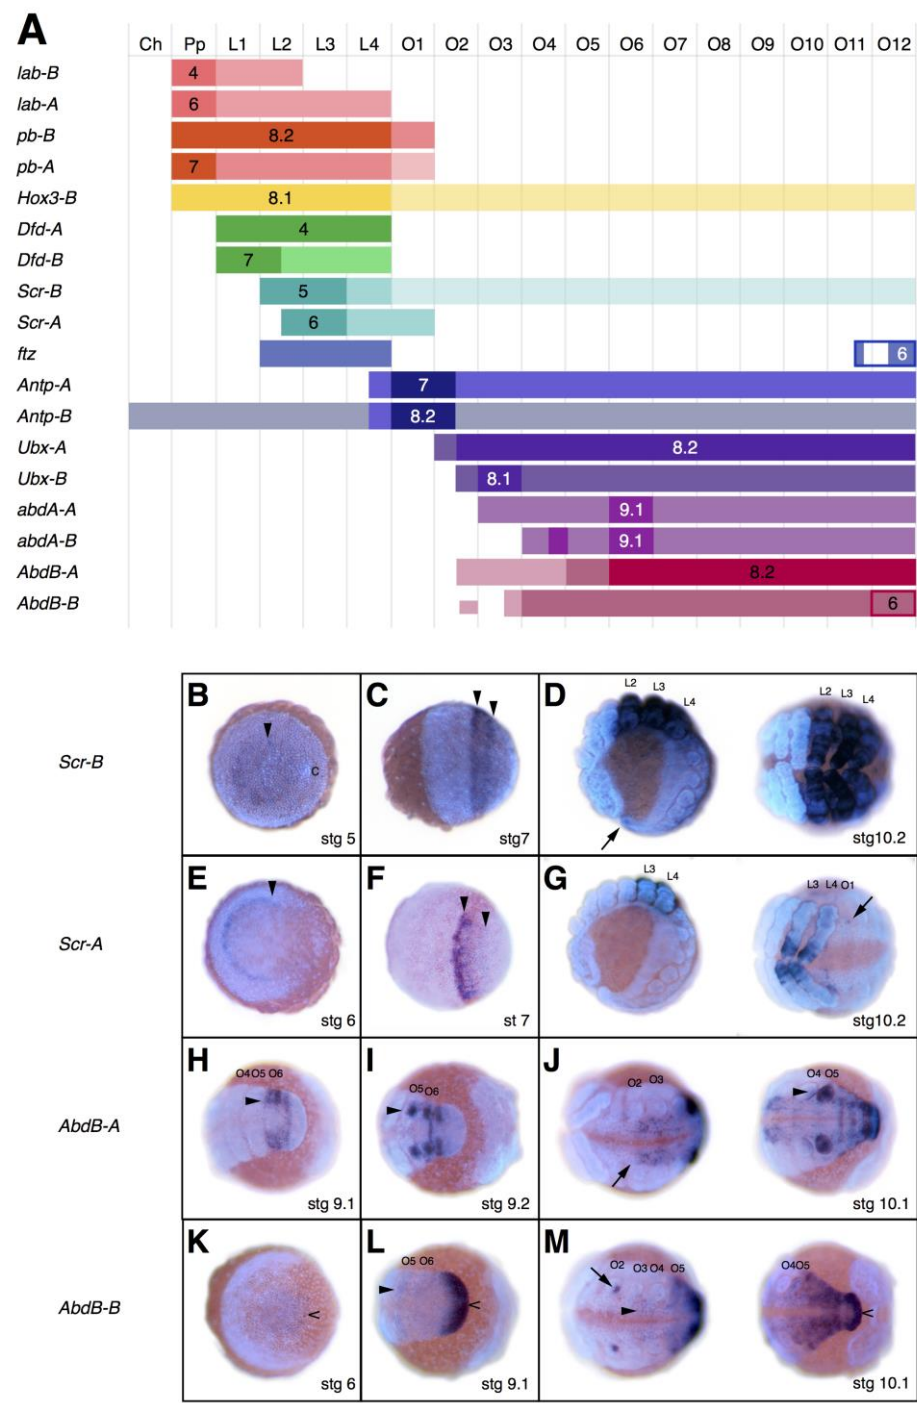 A
Ch Pp L1 L2 L3 L4 O1 O2 O3 O4 O5 O6 O7 O8 O9 O10 O11 O12
lab-B 4
lab-A 6
pb-B 8.2
pb-A 7
Hox3-B 8.1
Dfd-A 4
Dfd-B 7
Scr-B 5
Scr-A 6
ftz 6
Antp-A 7
Antp-B 8.2
Ubx-A 8.2
Ubx-B 8.1
abdA-A 9.1
abdA-B 9.1
AbdB-A 8.2
AbdB-B 6
Scr-B
B
c
stg 5
C
stg7
D
L2 L3 L4
L2 L3 L4
stg10.2
Scr-A
E
stg 6
F
st 7
G
L3 L4
L3 L4 O1
stg10.2
AbdB-A
H
O4O5 O6
stg 9.1
I
O5O6
stg 9.2
J
O2 O3
O4 O5
stg 10.1
AbdB-B
K
<
stg 6
L
O5 O6
<
stg 9.1
M
O2 O3 O4 O5
O4O5
<
stg 10.1